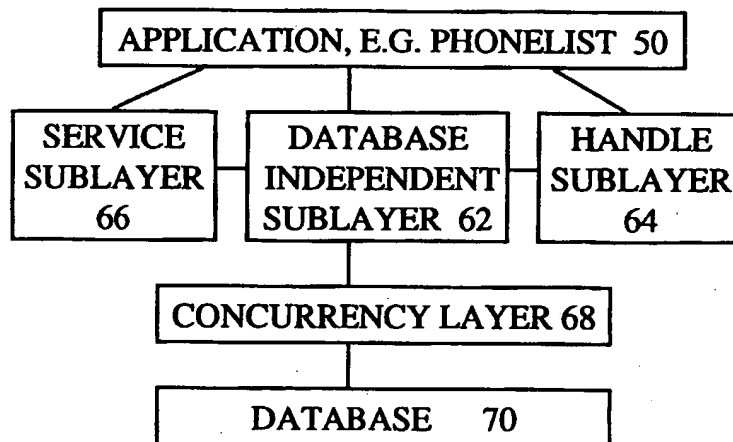 APPLICATION, E.G. PHONELIST 50
SERVICE
SUBLAYER
66
DATABASE
INDEPENDENT
SUBLAYER 62
HANDLE
SUBLAYER
64
CONCURRENCY LAYER 68
DATABASE 70